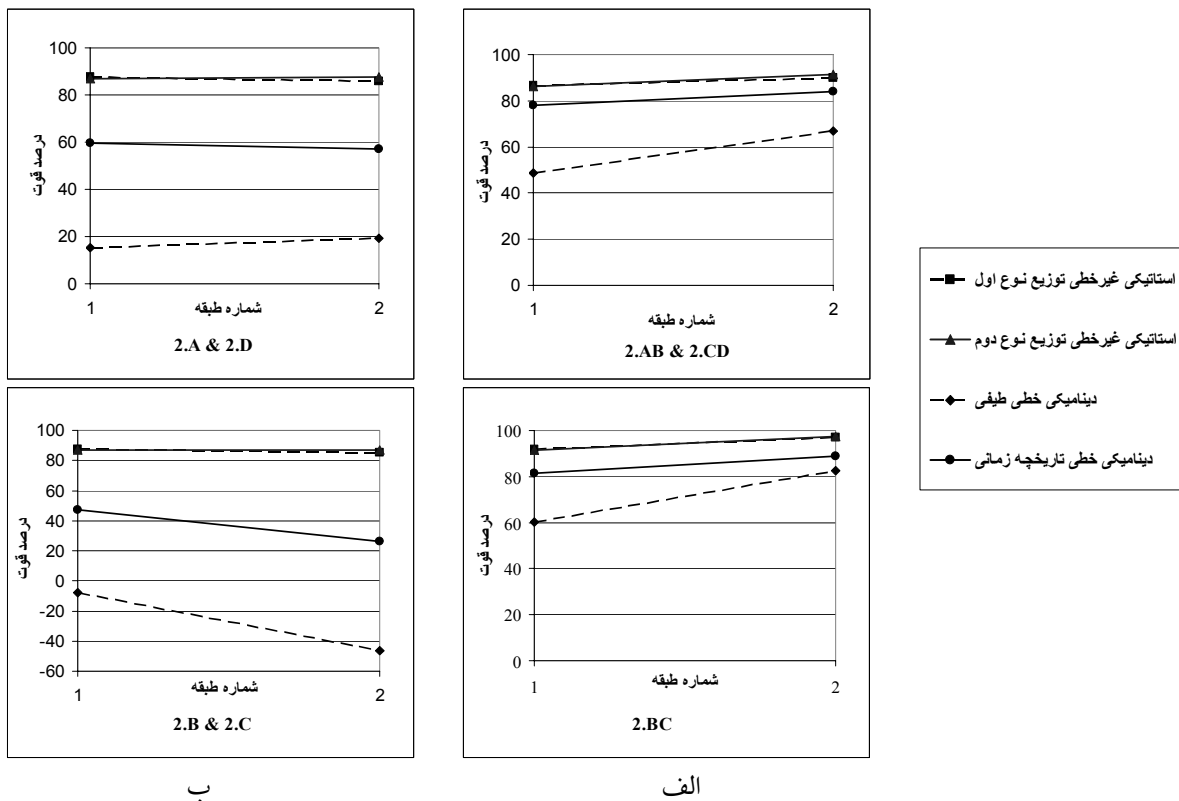 100
80
60
40
20
0
درصد قوت
1
2
شماره طبقه
2.A & 2.D
100
80
60
40
20
0
درصد قوت
1
2
شماره طبقه
2.AB & 2.CD
استاتیکی غیرخطی توزیع نوع اول
استاتیکی غیرخطی توزیع نوع دوم
دینامیکی خطی طیفی
دینامیکی خطی تاریخچه زمانی
100
80
60
40
20
0
-20
-40
-60
درصد قوت
1
2
شماره طبقه
2.B & 2.C
100
80
60
40
20
0
درصد قوت
1
2
شماره طبقه
2.BC
الف
ب